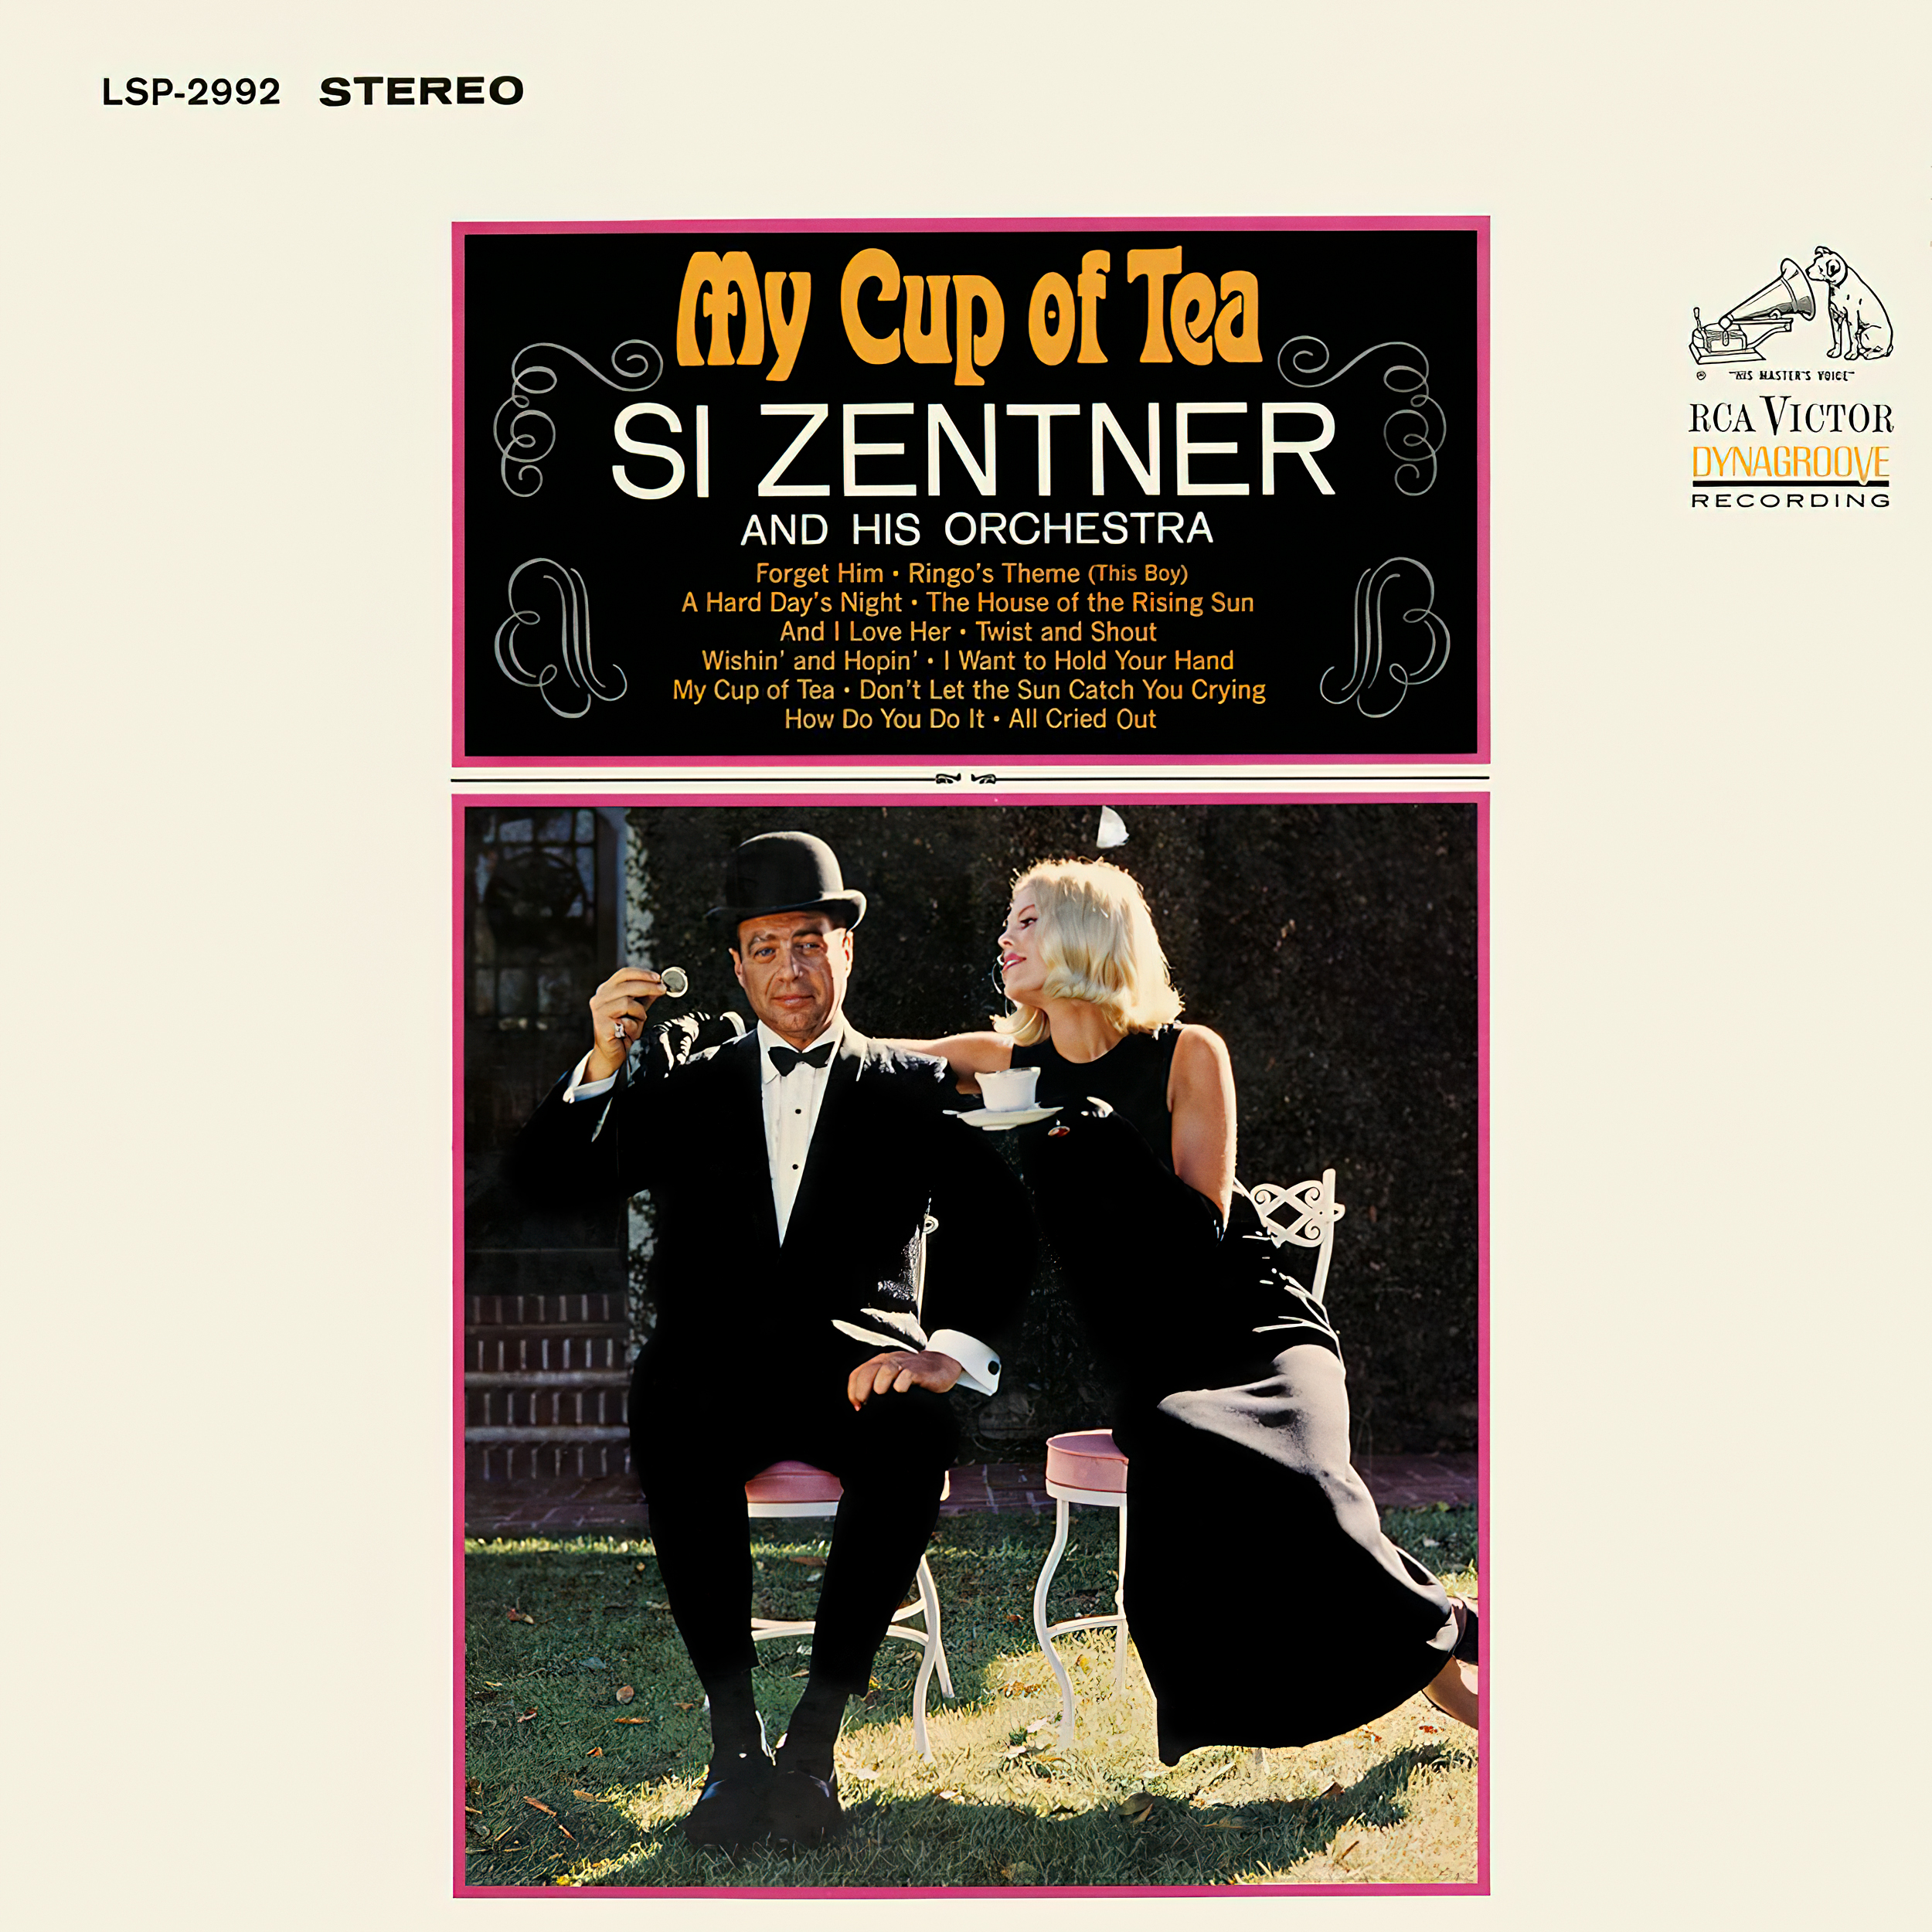 LSP-2992 STEREO
My Cup of Tea
SI ZENTNER
AND HIS ORCHESTRA
Forget Him • Ringo's Theme (This Boy)
A Hard Day's Night • The House of the Rising Sun
And I Love Her • Twist and Shout
Wishin' and Hopin' • I Want to Hold Your Hand
My Cup of Tea • Don't Let the Sun Catch You Crying
How Do You Do It • All Cried Out
"HIS MASTER'S VOICE"
RCA VICTOR
DYNAGROOVE
RECORDING